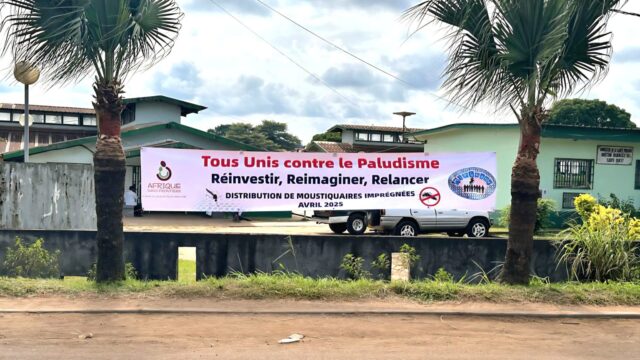 Tous Unis contre le Paludisme
Réinvestir, Reimaginer, Relancer
DISTRIBUTION DE MOUSTIQUAIRES IMPRÉGNÉES
AVRIL 2025
AFRIQUE